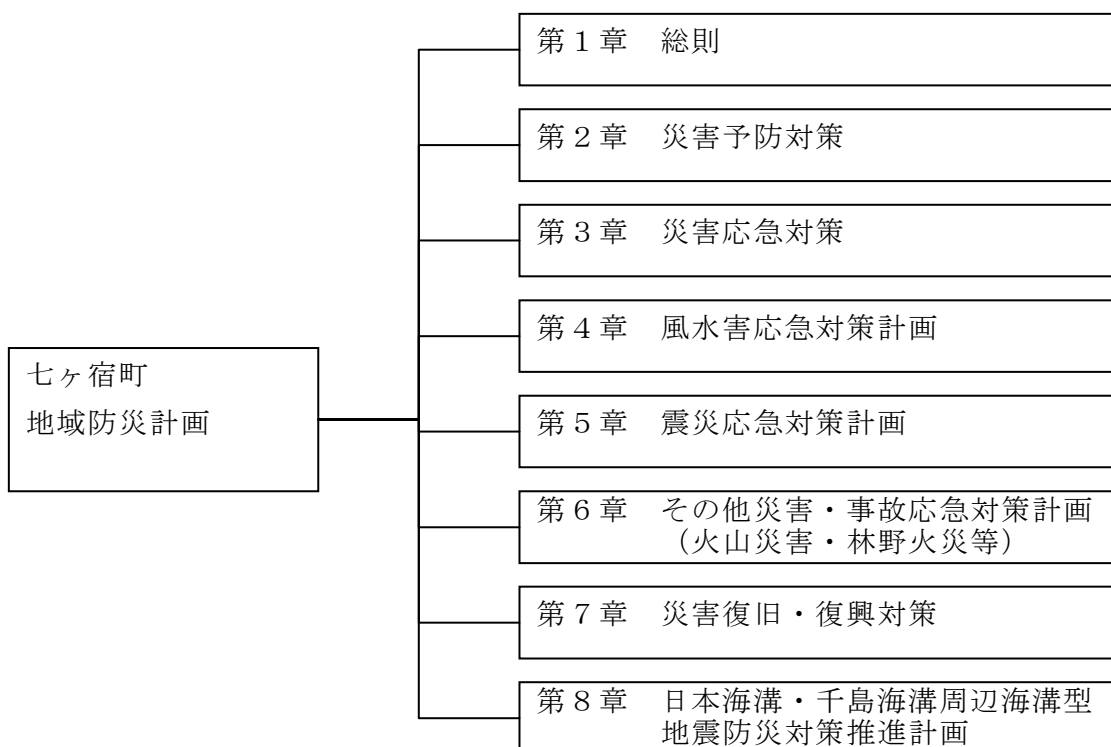 第１章　総則
第２章　災害予防対策
第３章　災害応急対策
第４章　風水害応急対策計画
七ヶ宿町
地域防災計画
第５章　震災応急対策計画
第６章　その他災害・事故応急対策計画
（火山災害・林野火災等）
第７章　災害復旧・復興対策
第８章　日本海溝・千島海溝周辺海溝型
地震防災対策推進計画